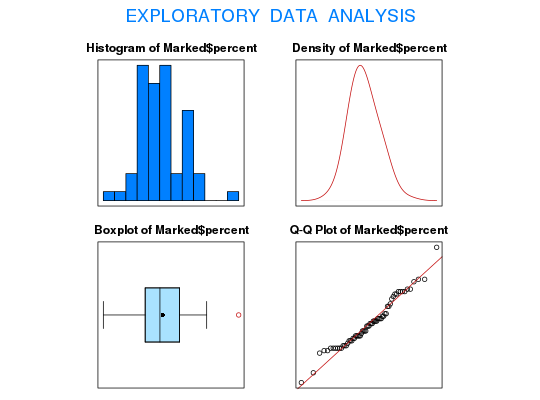 EXPLORATORY DATA ANALYSIS
Histogram of Marked$percent
Density of Marked$percent
Boxplot of Marked$percent
Q-Q Plot of Marked$percent